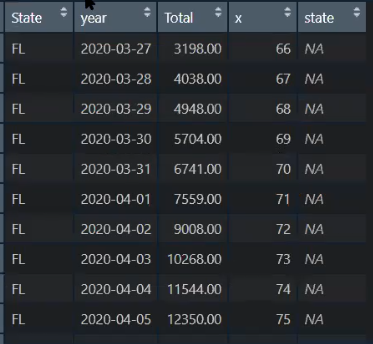 State year Total x state
FL 2020-03-27 3198.00 66 NA
FL 2020-03-28 4038.00 67 NA
FL 2020-03-29 4948.00 68 NA
FL 2020-03-30 5704.00 69 NA
FL 2020-03-31 6741.00 70 NA
FL 2020-04-01 7559.00 71 NA
FL 2020-04-02 9008.00 72 NA
FL 2020-04-03 10268.00 73 NA
FL 2020-04-04 11544.00 74 NA
FL 2020-04-05 12350.00 75 NA